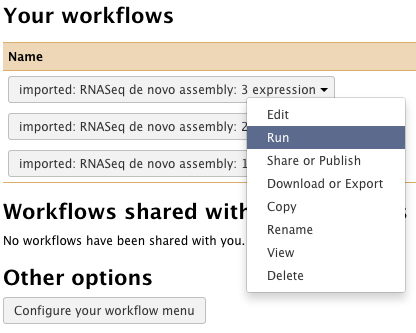 Your workflows
Name
imported: RNASeq de novo assembly: 3 expression
imported: RNASeq de novo assembly: 2
imported: RNASeq de novo assembly: 1
Edit
Run
Share or Publish
Download or Export
Copy
Rename
View
Delete
Workflows shared with s
No workflows have been shared with you.
Other options
Configure your workflow menu